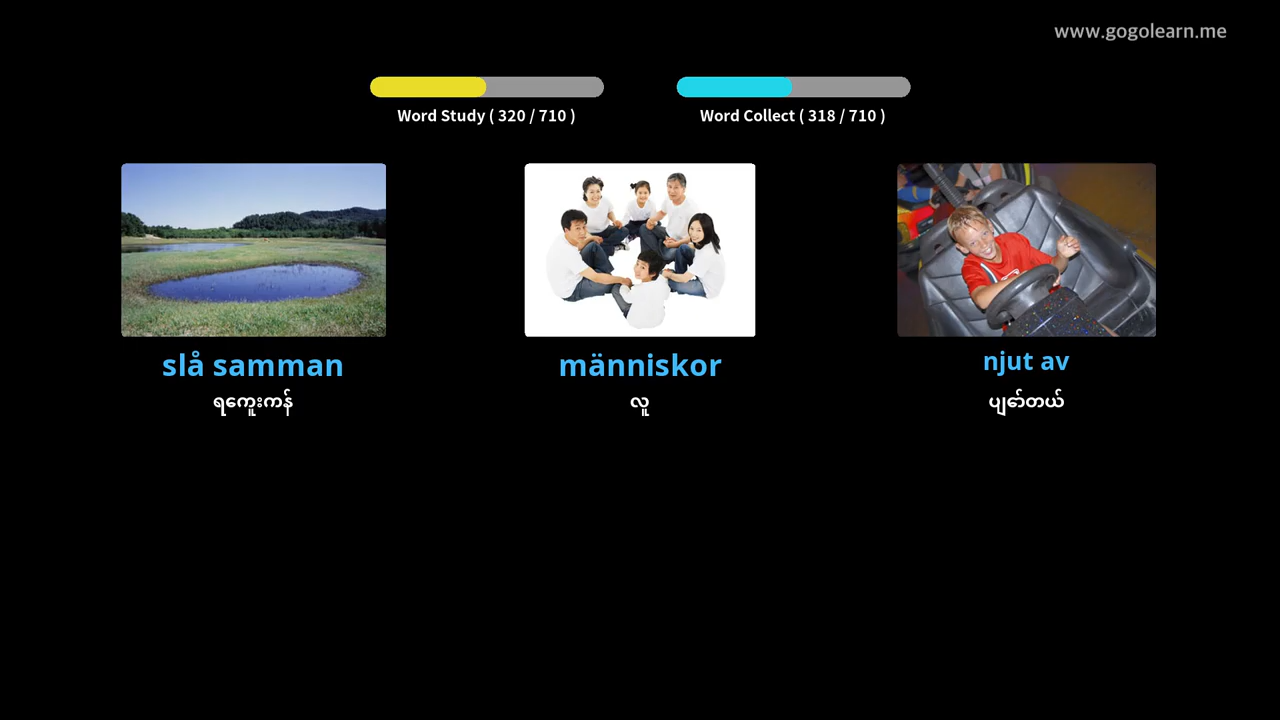 www.gogolearn.me
Word Study ( 320 / 710 )
Word Collect ( 318 / 710 )
slå samman
människor
njut av
ရကူေးကန်
လူ
ပျော်တယ်